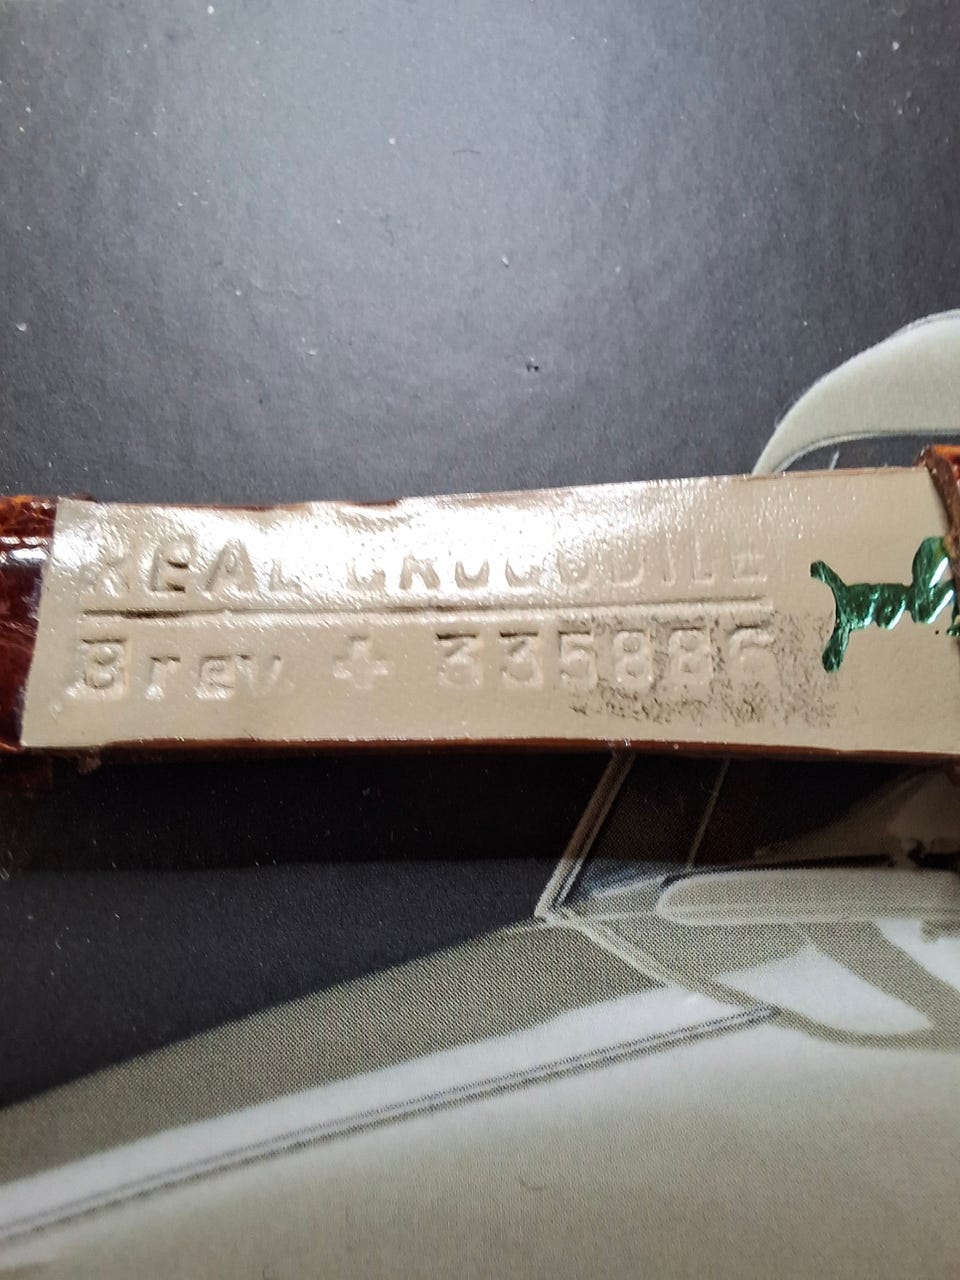 REAL CROCODILE
Brev. + 335886